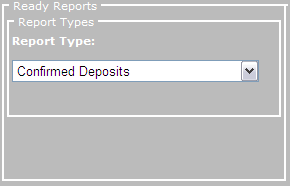 Ready Reports
Report Types
Report Type:
Confirmed Deposits